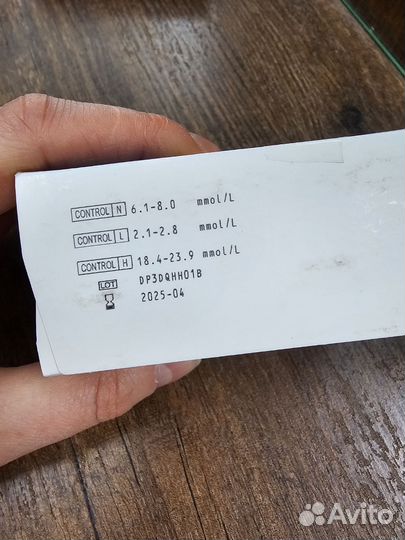 CONTROL N 6.1-8.0 mmol/L
CONTROL L 2.1-2.8 mmol/L
CONTROL H 18.4-23.9 mmol/L
LOT DP3DQHH01B
2025-04
Avito